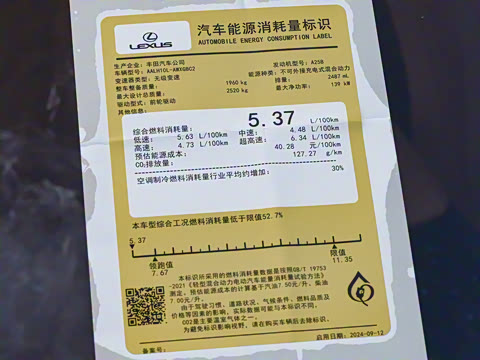 LEXUS
汽车能源消耗量标识
AUTOMOBILE ENERGY CONSUMPTION LABEL
生产企业：丰田汽车公司
车辆型号：AALH10L-AWXGBC2 发动机型号：A25B
变速器类型：无级变速 能源种类：不可外接充电式混合动力
整车整备质量：1960 kg 排量：2487 mL
最大设计总质量：2520 kg 最大净功率：139 kW
驱动型式：前轮驱动
综合燃料消耗量：5.37 L/100km
低速：5.63 L/100km 中速：4.48 L/100km
高速：4.73 L/100km 超高速：6.34 L/100km
预估能源成本：40.28 元/100km
CO₂排放量：127.27 g/km
空调制冷燃料消耗量行业平均约增加：30%
本车型综合工况燃料消耗量低于限值52.7%
5.37
领跑值 限值
7.67 11.35
本标识所采用的燃料消耗量数据是按照GB/T 19753
-2021《轻型混合动力电动汽车能量消耗量试验方法》
测定，预估能源成本的计算基于汽油7.50元/升，柴油
7.00元/升。
由于驾驶习惯、道路状况、气候条件、燃料品质及
价格等因素的影响，实际数据可能与本标识不同。
CO2是主要温室气体之一。
为避免标识影响视野，请在购买车辆后去除标识。
备案号：
启用日期：2024-09-12